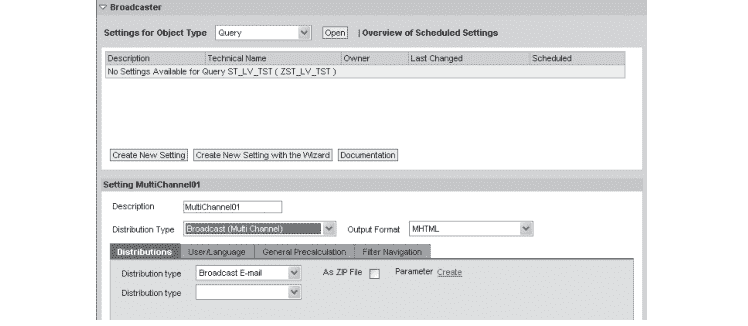 Broadcaster
Settings for Object Type Query Open | Overview of Scheduled Settings
Description Technical Name Owner Last Changed Scheduled
No Settings Available for Query ST_LV_TST ( ZST_LV_TST )
Create New Setting Create New Setting with the Wizard Documentation
Setting MultiChannel01
Description MultiChannel01
Distribution Type Broadcast (Multi Channel) Output Format MHTML
Distributions User/Language General Precalculation Filter Navigation
Distribution type Broadcast E-mail As ZIP File Parameter Create
Distribution type